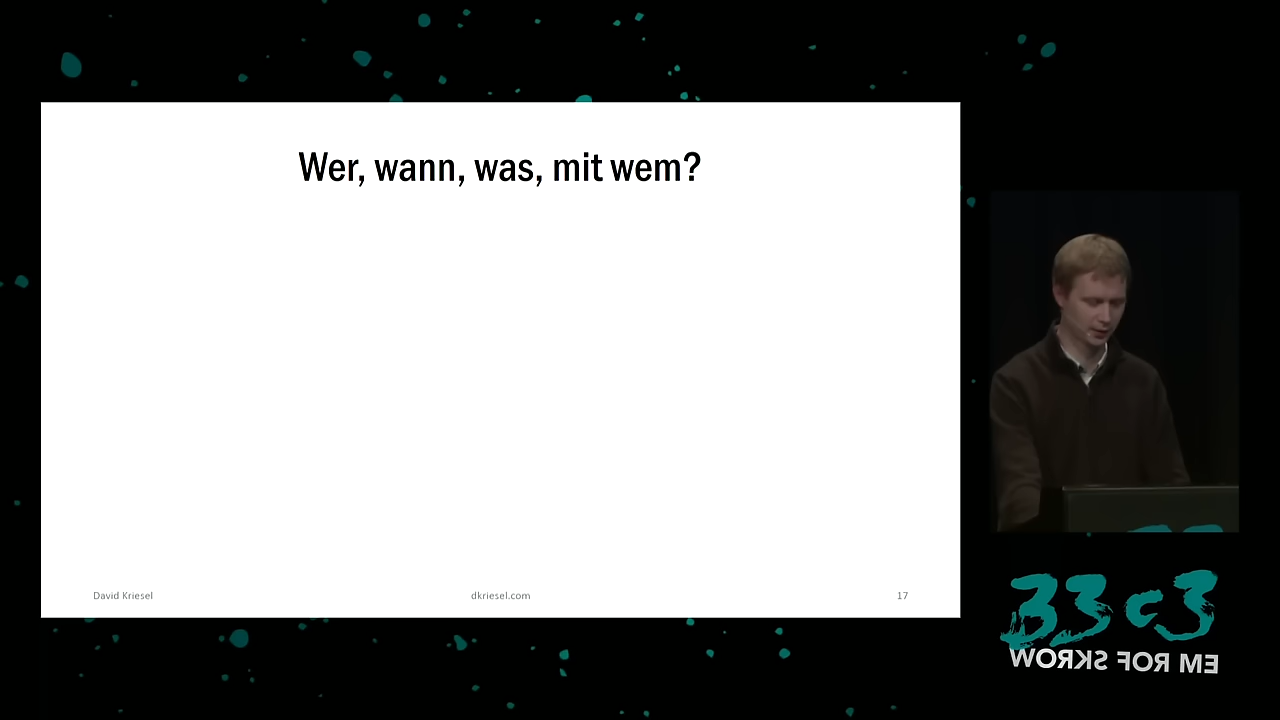 Wer, wann, was, mit wem?
David Kriesel
dkriesel.com
17
33c3
WORKS FOR ME